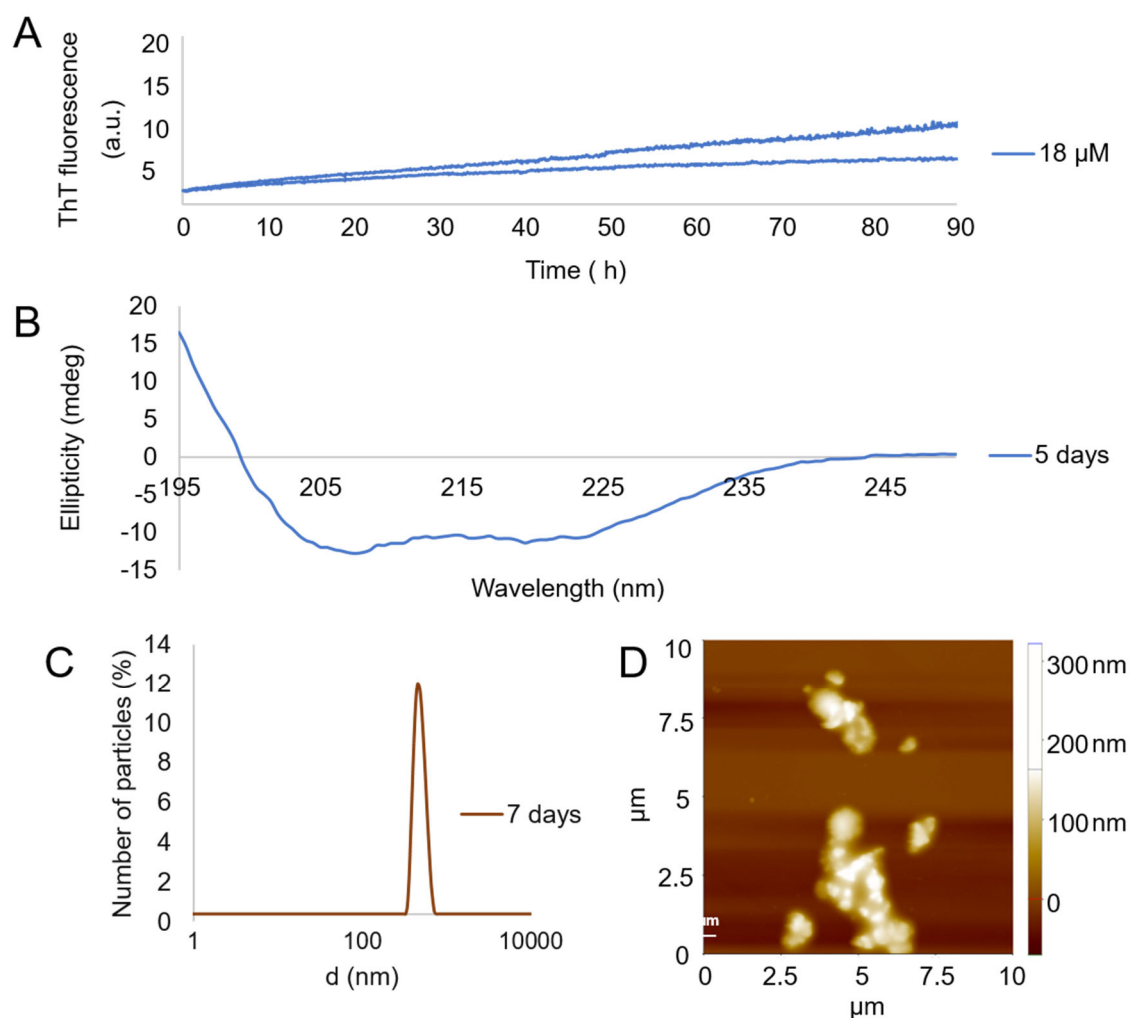 A
ThT fluorescence
(a.u.)
20
15
10
5
0 10 20 30 40 50 60 70 80 90
Time ( h)
18 μM
B
Ellipticity (mdeg)
20
15
10
5
0
-5
-10
-15
195 205 215 225 235 245
Wavelength (nm)
5 days
C
Number of particles (%)
14
12
10
8
6
4
2
0
1 100 10000
d (nm)
7 days
D
μm
10
7.5
5
2.5
0
0 2.5 5 7.5 10
μm
300 nm
200 nm
100 nm
0